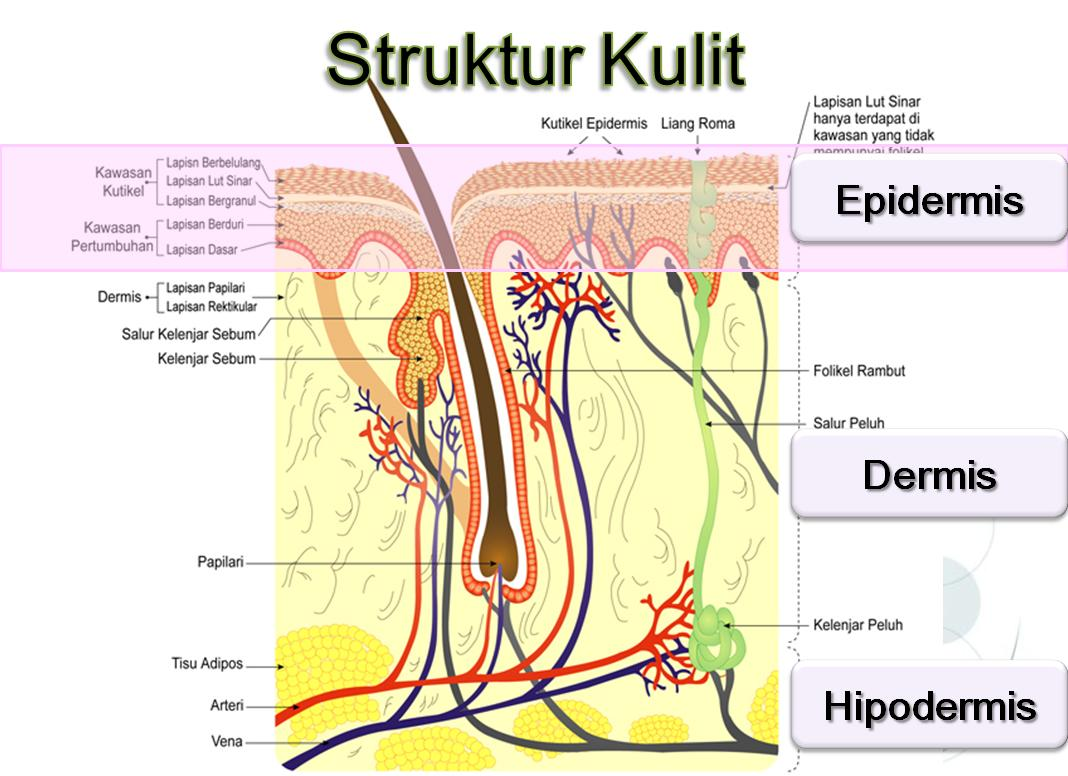 Struktur Kulit
Kutikel Epidermis
Liang Roma
Lapisan Lut Sinar
hanya terdapat di
kawasan yang tidak
mempunyai folikel
Kawasan
Kutikel
Lapisn Berbelulang
Lapisan Lut Sinar
Lapisan Bergranul
Kawasan
Pertumbuhan
Lapisan Berduri
Lapisan Dasar
Epidermis
Dermis
Lapisan Papilari
Lapisan Rektikular
Salur Kelenjar Sebum
Kelenjar Sebum
Folikel Rambut
Salur Peluh
Dermis
Papilari
Kelenjar Peluh
Tisu Adipos
Arteri
Vena
Hipodermis